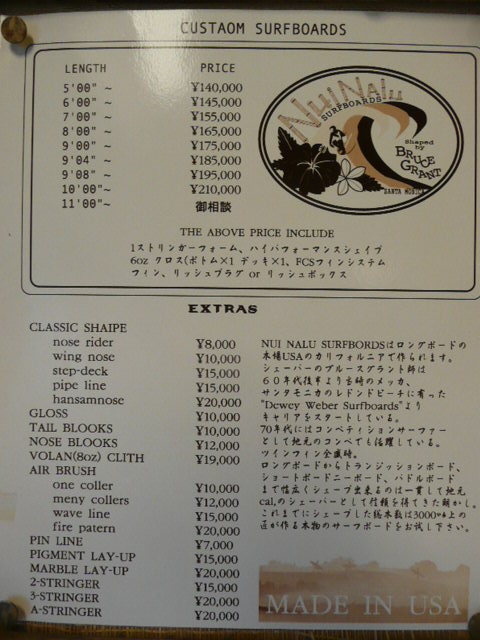 CUSTAOM SURFBOARDS
LENGTH PRICE
5'00" ~ ¥140,000
6'00" ~ ¥145,000
7'00" ~ ¥155,000
8'00" ~ ¥165,000
9'00" ~ ¥175,000
9'04" ~ ¥185,000
9'08" ~ ¥195,000
10'00" ~ ¥210,000
11'00"~ 御相談
NUI NALU
SURFBOARDS
Shaped
by
BRUCE
GRANT
SANTA MONICA
THE ABOVE PRICE INCLUDE
1ストリンガーフォーム、ハイパフォーマンスシェイプ
6oz クロス(ボトム×1 デッキ×1、FCSフィンシステム
フィン、リッシュプラグ or リッシュボックス
EXTRAS
CLASSIC SHAIPE
nose rider ¥8,000
wing nose ¥10,000
step-deck ¥15,000
pipe line ¥15,000
hansamnose ¥20,000
GLOSS ¥10,000
TAIL BLOOKS ¥10,000
NOSE BLOOKS ¥12,000
VOLAN(8oz) CLITH ¥19,000
AIR BRUSH
one coller ¥10,000
meny collers ¥12,000
wave line ¥15,000
fire patern ¥20,000
PIN LINE ¥7,000
PIGMENT LAY-UP ¥15,000
MARBLE LAY-UP ¥20,000
2-STRINGER ¥15,000
3-STRINGER ¥20,000
A-STRINGER ¥20,000
NUI NALU SURFBORDSはロングボードの
本場USAのカリフォルニアで作られます。
シェーパーのブルースグラント師は
60年代後半より当時のメッカ、
サンタモニカのレドンドビーチに有った
"Dewey Weber Surfboards"より
キャリアをスタートしている。
70年代にはコンペティションサーファー
として地元のコンペでも活躍している。
ツインフィン全盛時。
ロングボードからトランジッションボード、
ショートボードニーボード、パドルボード
まで幅広くシェープ出来るのは一貫して地元
cal,のシェーパーとして信頼を得てきた証かし。
これまでにシェープした総本数は3000本以上の
匠が作る本物のサーフボードをお試し下さい。
MADE IN USA